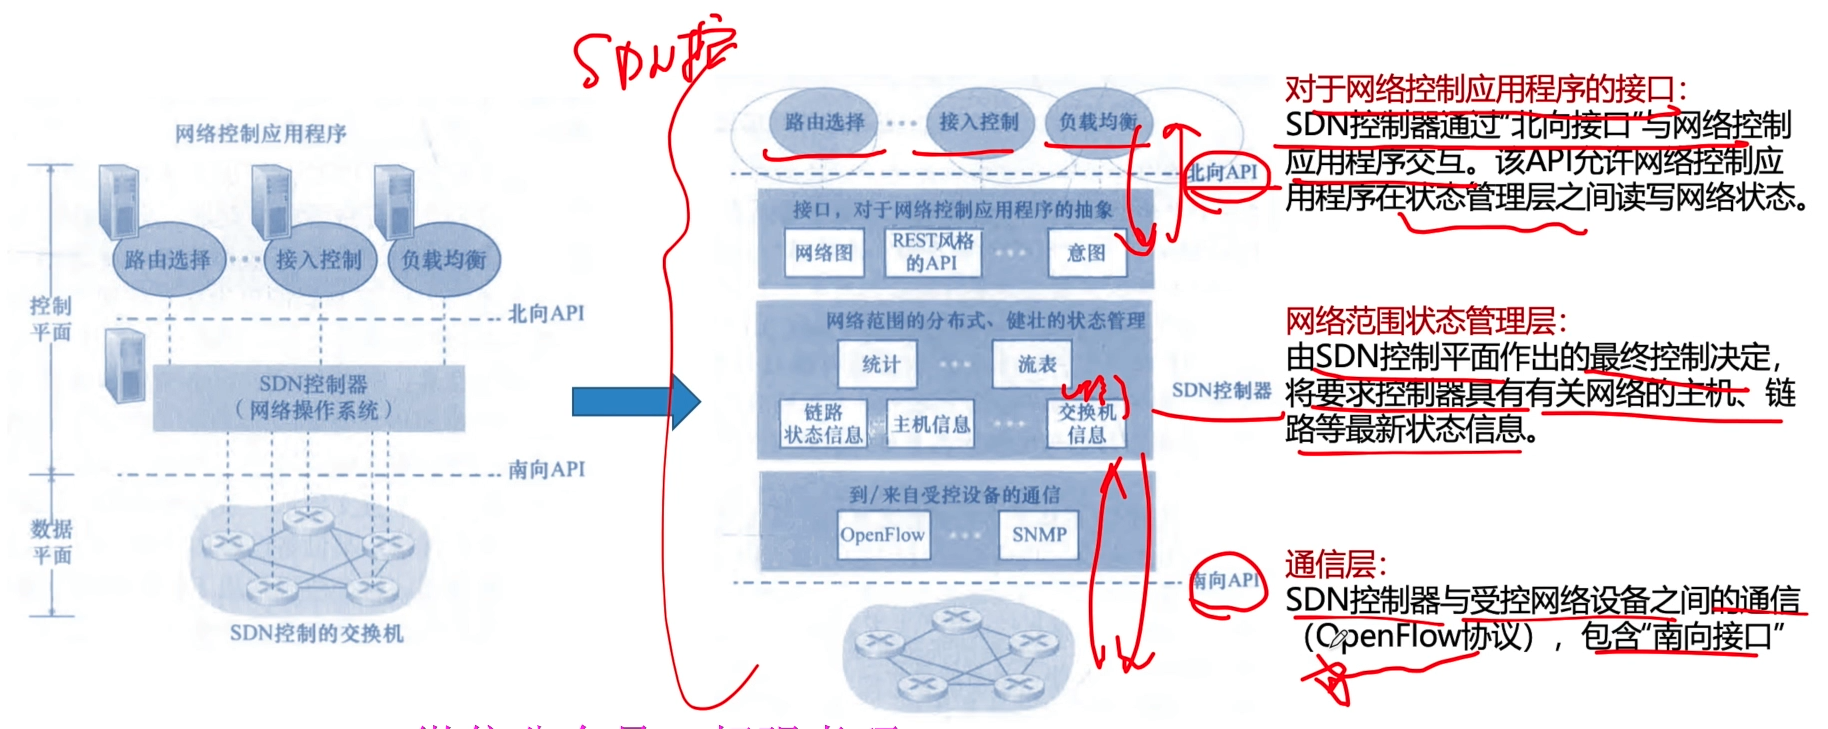 SDN控
网络控制应用程序
路由选择 ··· 接入控制 负载均衡
控制
平面
北向API
SDN控制器
（网络操作系统）
南向API
数据
平面
SDN控制的交换机
路由选择 ··· 接入控制 负载均衡
北向API
接口，对于网络控制应用程序的抽象
网络图
REST风格
的API
···
意图
网络范围的分布式、健壮的状态管理
统计 ··· 流表
链路
状态信息
主机信息
···
交换机
信息
SDN控制器
到/来自受控设备的通信
OpenFlow ··· SNMP
南向API
对于网络控制应用程序的接口：
SDN控制器通过“北向接口”与网络控制
应用程序交互。该API允许网络控制应
用程序在状态管理层之间读写网络状态。
网络范围状态管理层：
由SDN控制平面作出的最终控制决定，
将要求控制器具有有关网络的主机、链
路等最新状态信息。
通信层：
SDN控制器与受控网络设备之间的通信
（OpenFlow协议），包含“南向接口”